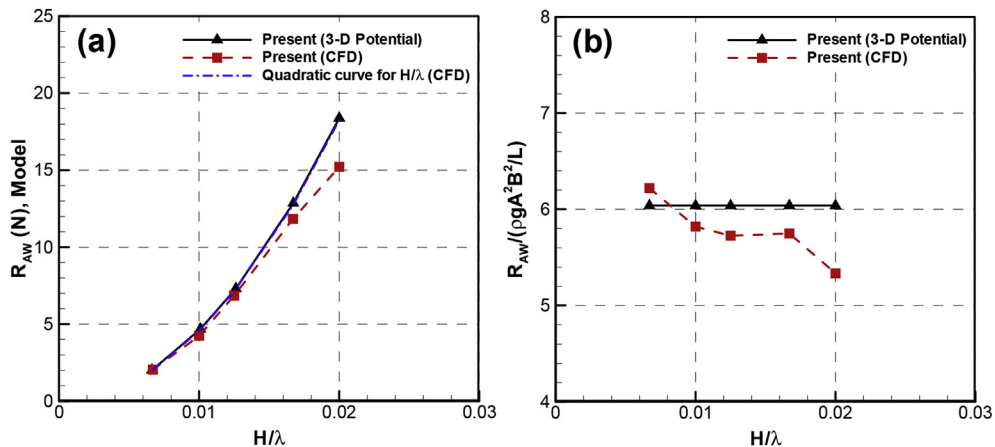 (a)
Present (3-D Potential)
Present (CFD)
Quadratic curve for H/λ (CFD)
R_AW (N), Model
25
20
15
10
5
0
0
0.01
0.02
0.03
H/λ
(b)
Present (3-D Potential)
Present (CFD)
R_AW/(ρgA²B²/L)
8
7
6
5
4
0
0.01
0.02
0.03
H/λ